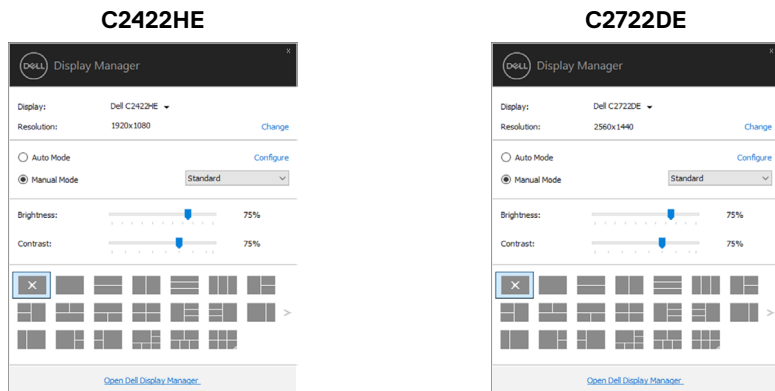 C2422HE
DELL Display Manager x
Display: Dell C2422HE
Resolution: 1920x1080 Change
Auto Mode Configure
Manual Mode Standard
Brightness: 75%
Contrast: 75%
Open Dell Display Manager
C2722DE
DELL Display Manager x
Display: Dell C2722DE
Resolution: 2560x1440 Change
Auto Mode Configure
Manual Mode Standard
Brightness: 75%
Contrast: 75%
Open Dell Display Manager